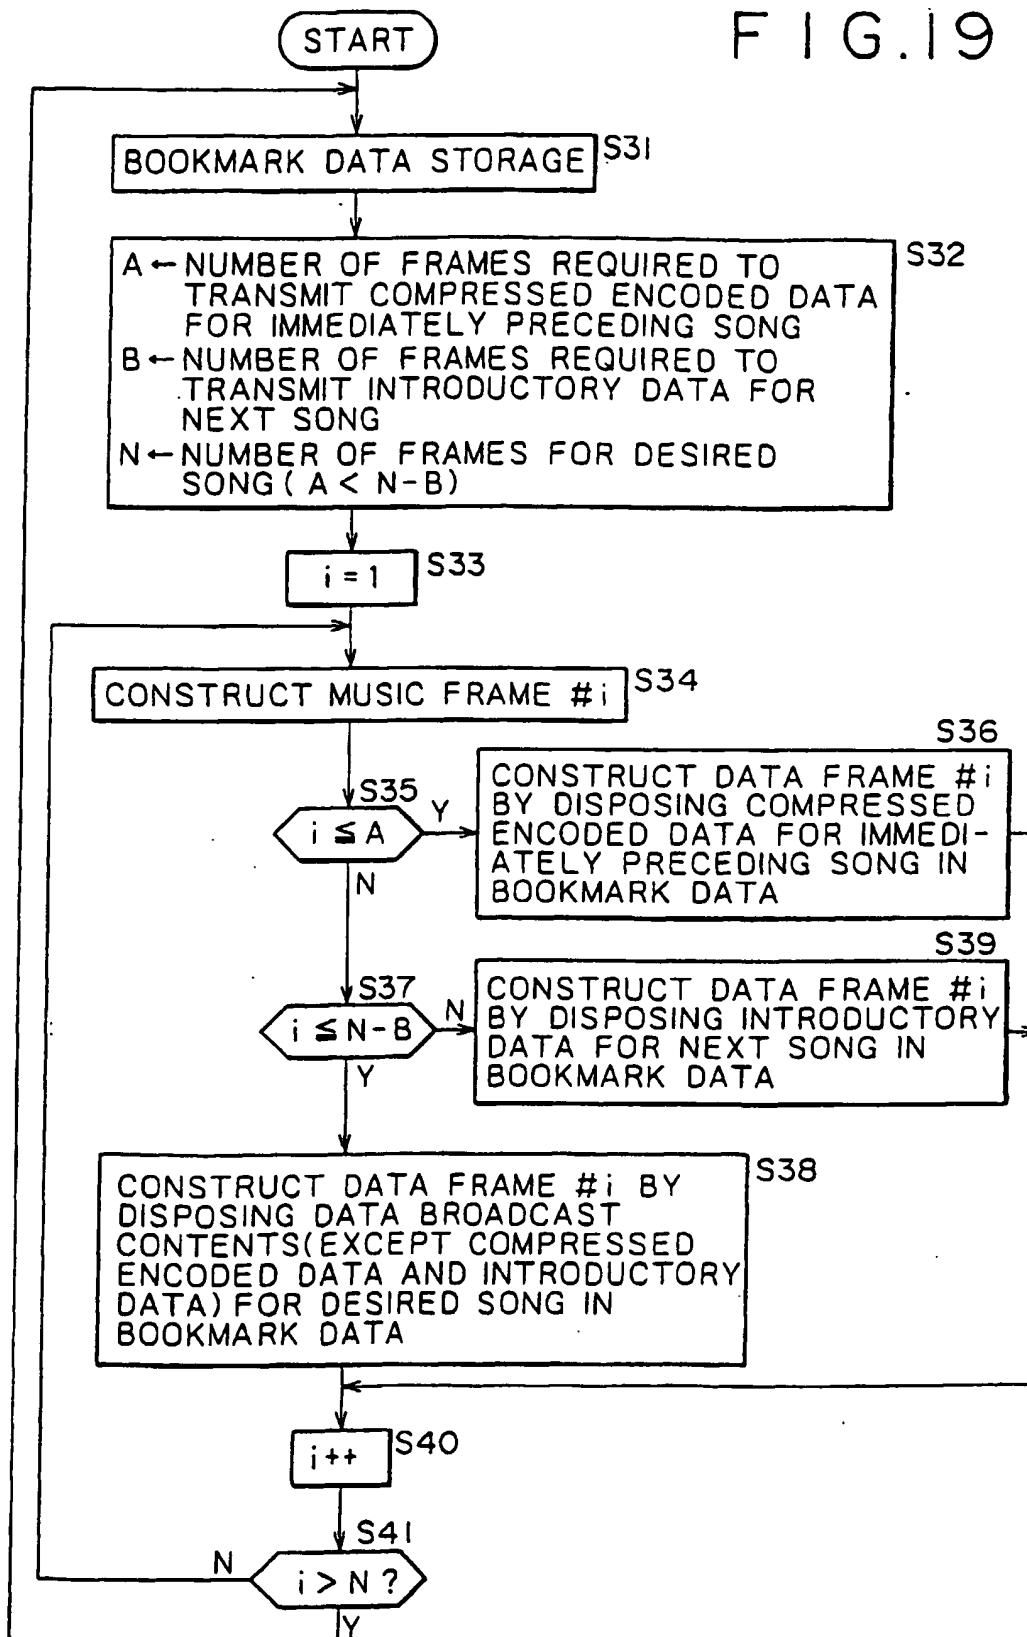 FIG.19
START
BOOKMARK DATA STORAGE
S31
S32
A←NUMBER OF FRAMES REQUIRED TO
TRANSMIT COMPRESSED ENCODED DATA
FOR IMMEDIATELY PRECEDING SONG
B←NUMBER OF FRAMES REQUIRED TO
TRANSMIT INTRODUCTORY DATA FOR
NEXT SONG
N←NUMBER OF FRAMES FOR DESIRED
SONG(A<N-B)
i=1
S33
CONSTRUCT MUSIC FRAME #i
S34
S35
i≦A
Y
N
S36
CONSTRUCT DATA FRAME #i
BY DISPOSING COMPRESSED
ENCODED DATA FOR IMMEDI-
ATELY PRECEDING SONG IN
BOOKMARK DATA
S37
i≦N-B
N
Y
S39
CONSTRUCT DATA FRAME #i
BY DISPOSING INTRODUCTORY
DATA FOR NEXT SONG IN
BOOKMARK DATA
S38
CONSTRUCT DATA FRAME #i BY
DISPOSING DATA BROADCAST
CONTENTS(EXCEPT COMPRESSED
ENCODED DATA AND INTRODUCTORY
DATA)FOR DESIRED SONG IN
BOOKMARK DATA
i++
S40
S41
N
i>N?
Y